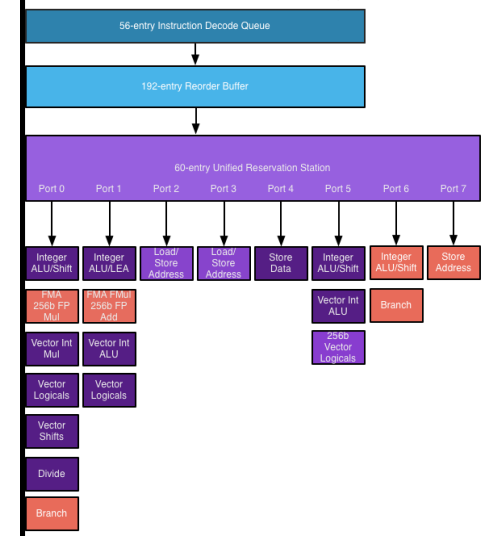 56-entry Instruction Decode Queue
192-entry Reorder Buffer
60-entry Unified Reservation Station
Port 0 Port 1 Port 2 Port 3 Port 4 Port 5 Port 6 Port 7
Integer
ALU/Shift
Integer
ALU/LEA
Load/
Store
Address
Load/
Store
Address
Store
Data
Integer
ALU/Shift
Integer
ALU/Shift
Store
Address
FMA
256b FP
Mul
FMA FMul
256b FP
Add
Vector Int
ALU
Branch
Vector Int
Mul
Vector Int
ALU
256b
Vector
Logicals
Vector
Logicals
Vector
Logicals
Vector
Shifts
Divide
Branch